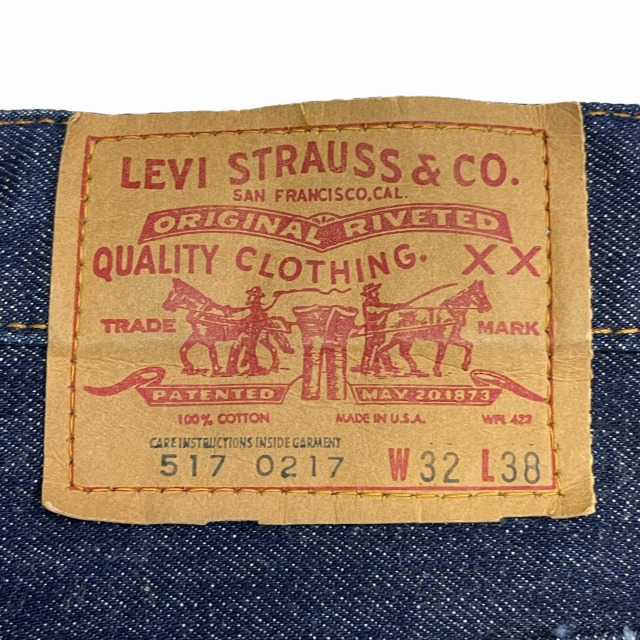 LEVI STRAUSS & CO.
SAN FRANCISCO, CAL.
ORIGINAL RIVETED
QUALITY CLOTHING. XX
TRADE MARK
PATENTED MAY 20 1873
100% COTTON MADE IN U.S.A. WPL 423
CARE INSTRUCTIONS INSIDE GARMENT
517 0217 W32 L38